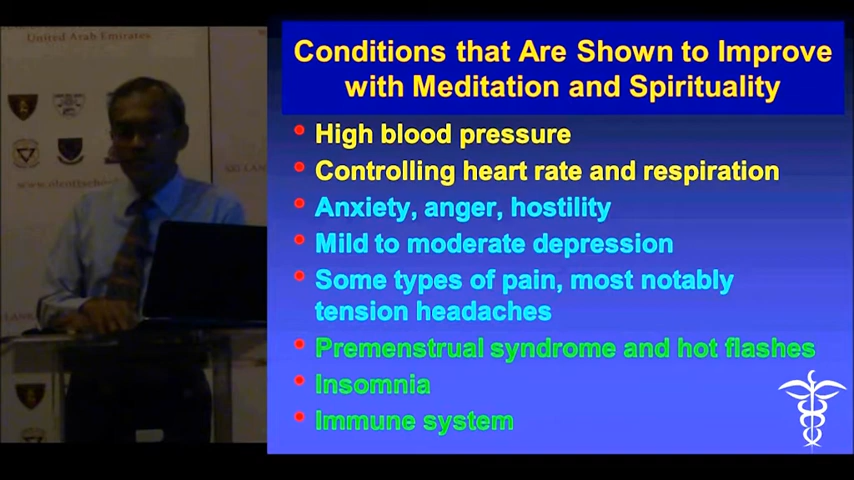 United Arab Emirates
Conditions that Are Shown to Improve
with Meditation and Spirituality
• High blood pressure
• Controlling heart rate and respiration
• Anxiety, anger, hostility
• Mild to moderate depression
• Some types of pain, most notably
tension headaches
• Premenstrual syndrome and hot flashes
• Insomnia
• Immune system